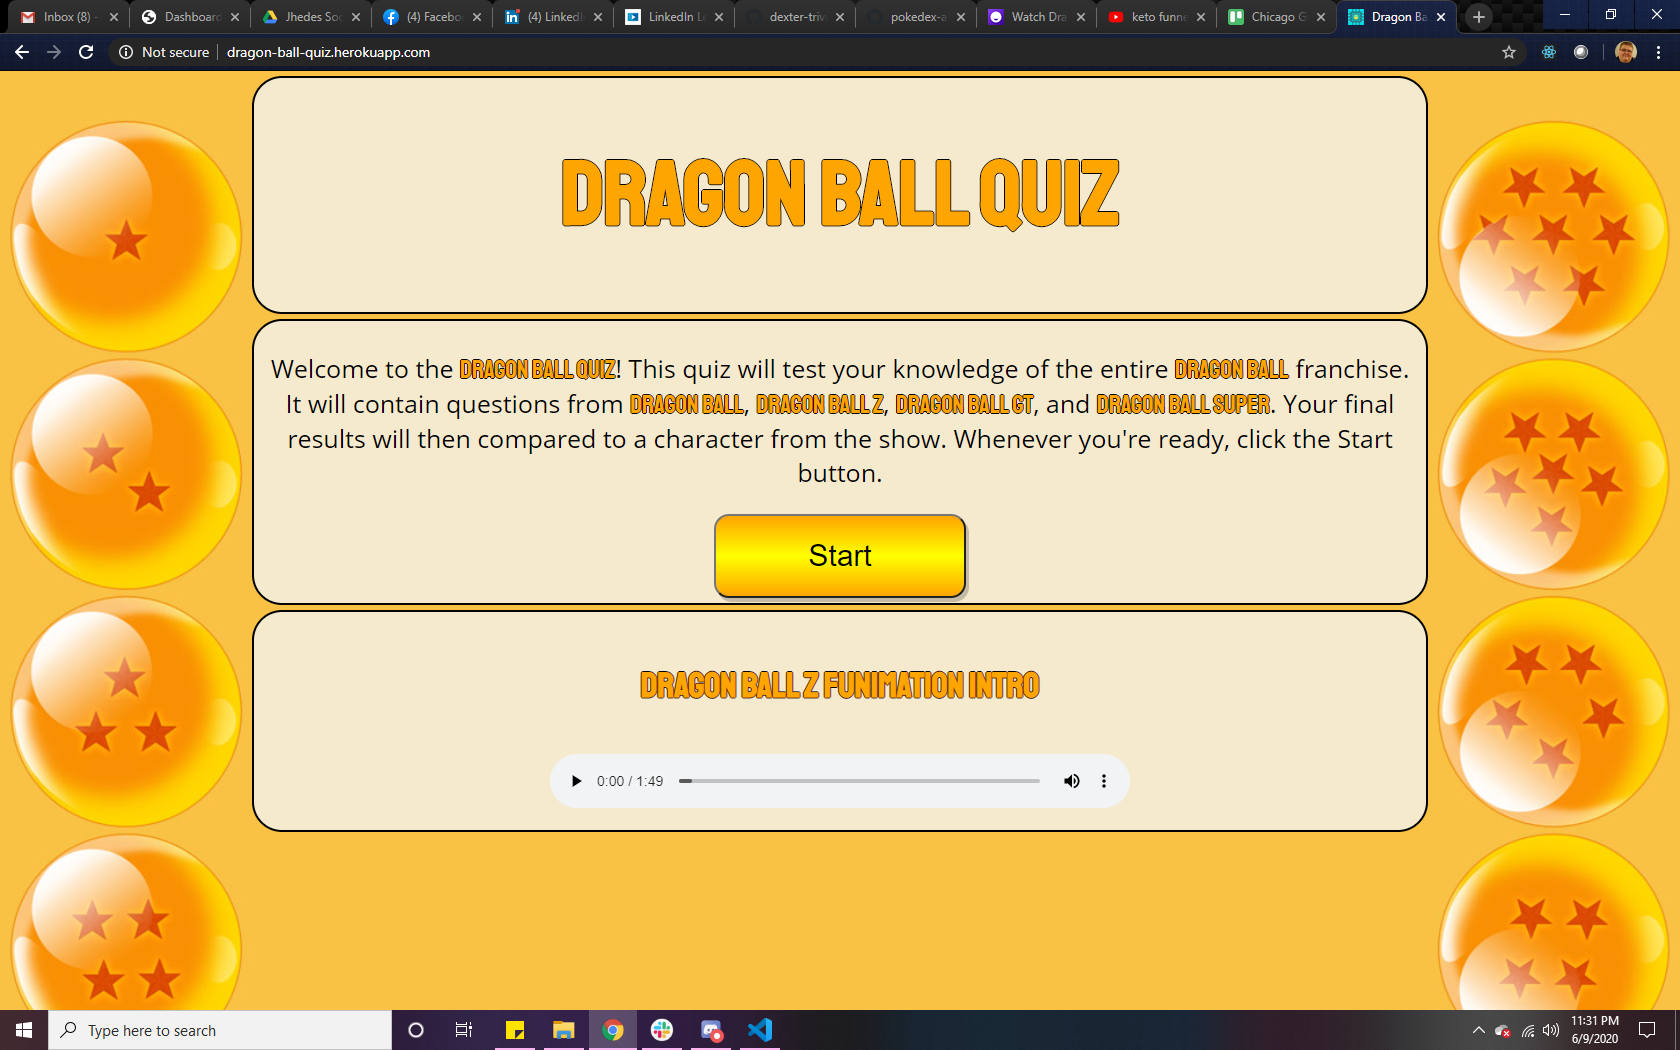 Inbox (8) -
Dashboard
Jhedes Soc
(4) Facebo
(4) LinkedI
LinkedIn Le
dexter-triv
pokedex-a
Watch Dra
keto funne
Chicago G
Dragon Ba
Not secure
dragon-ball-quiz.herokuapp.com
DRAGON BALL QUIZ
Welcome to the DRAGON BALL QUIZ! This quiz will test your knowledge of the entire DRAGON BALL franchise.
It will contain questions from DRAGON BALL, DRAGON BALL Z, DRAGON BALL GT, and DRAGON BALL SUPER. Your final
results will then compared to a character from the show. Whenever you're ready, click the Start
button.
Start
DRAGON BALL Z FUNIMATION INTRO
0:00 / 1:49
Type here to search
11:31 PM
6/9/2020